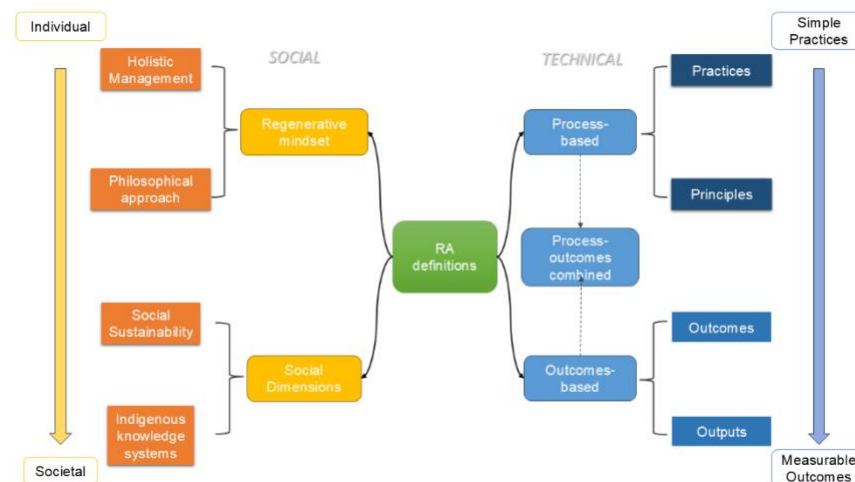 Individual
Simple
Practices
SOCIAL
TECHNICAL
Holistic
Management
Practices
Regenerative
mindset
Process-
based
Philosophical
approach
Principles
RA
definitions
Process-
outcomes
combined
Social
Sustainability
Outcomes
Social
Dimensions
Outcomes-
based
Indigenous
knowledge
systems
Outputs
Societal
Measurable
Outcomes